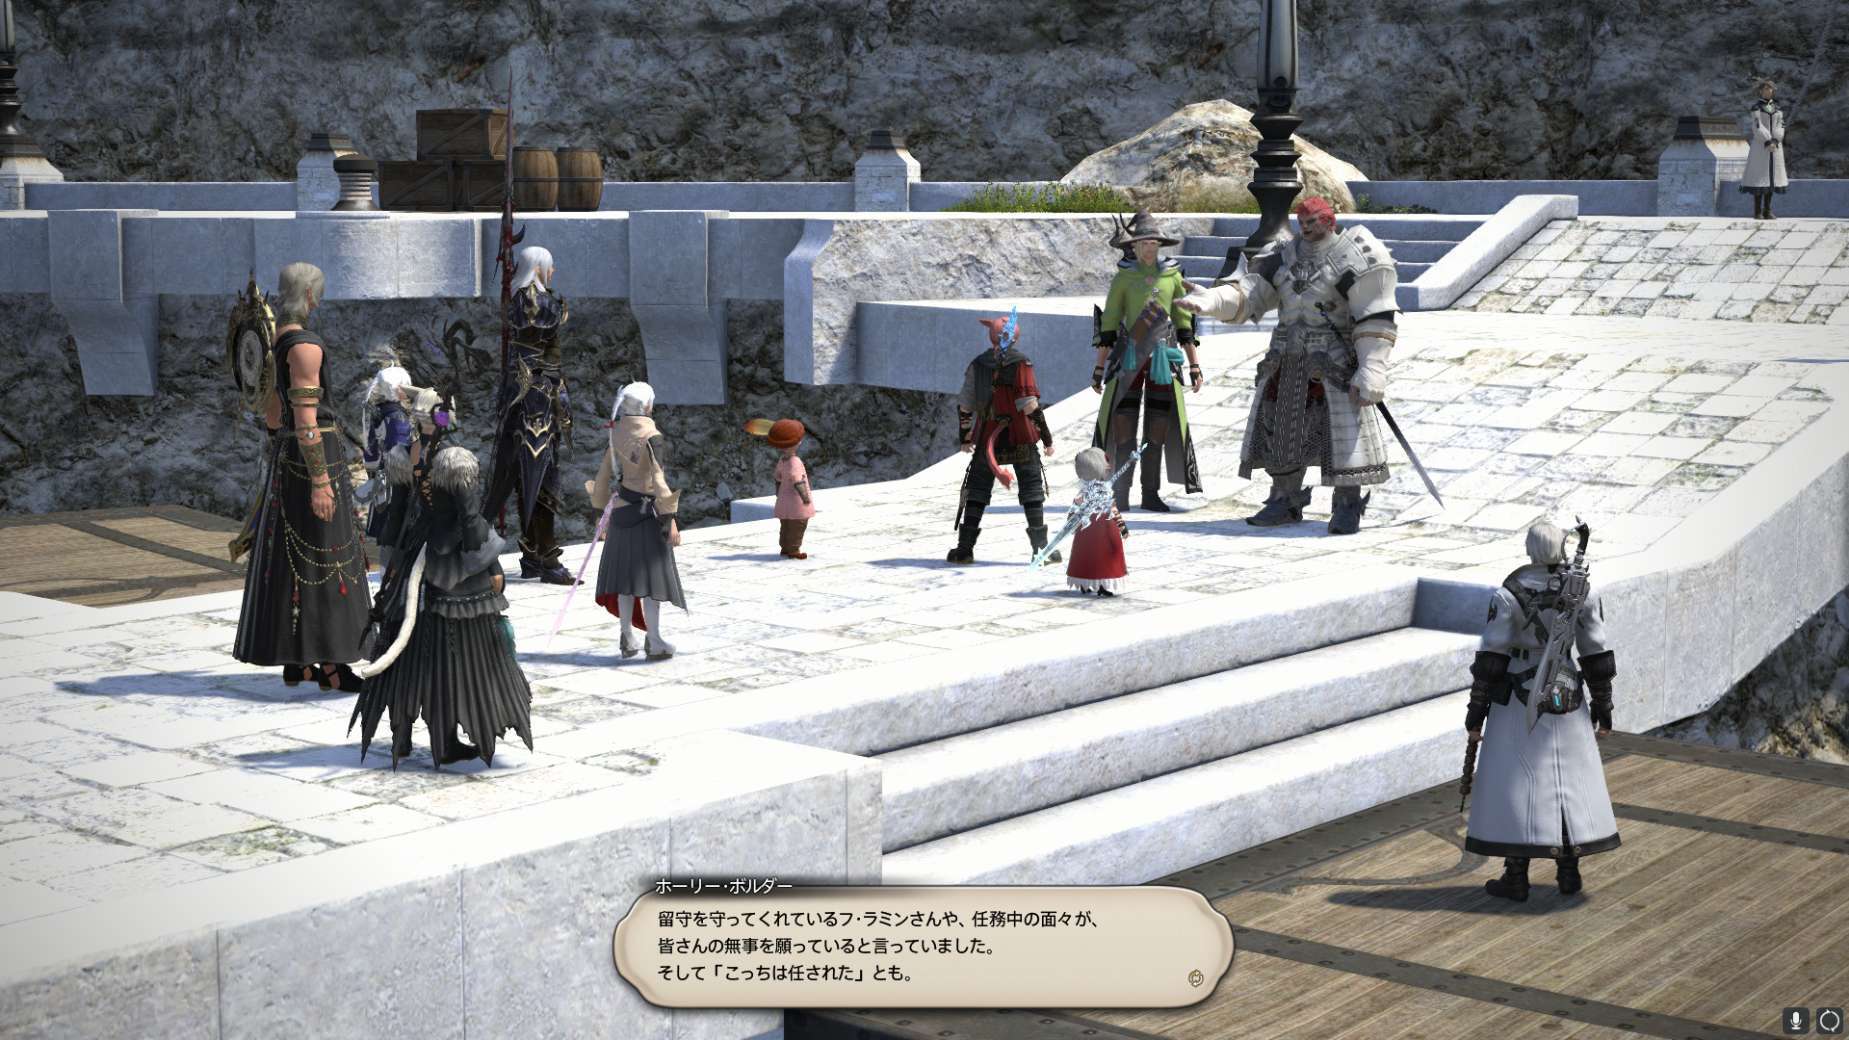 ホーリー・ボルダー
留守を守ってくれているフ・ラミンさんや、任務中の面々が、
皆さんの無事を願っていると言っていました。
そして「こっちは任された」とも。